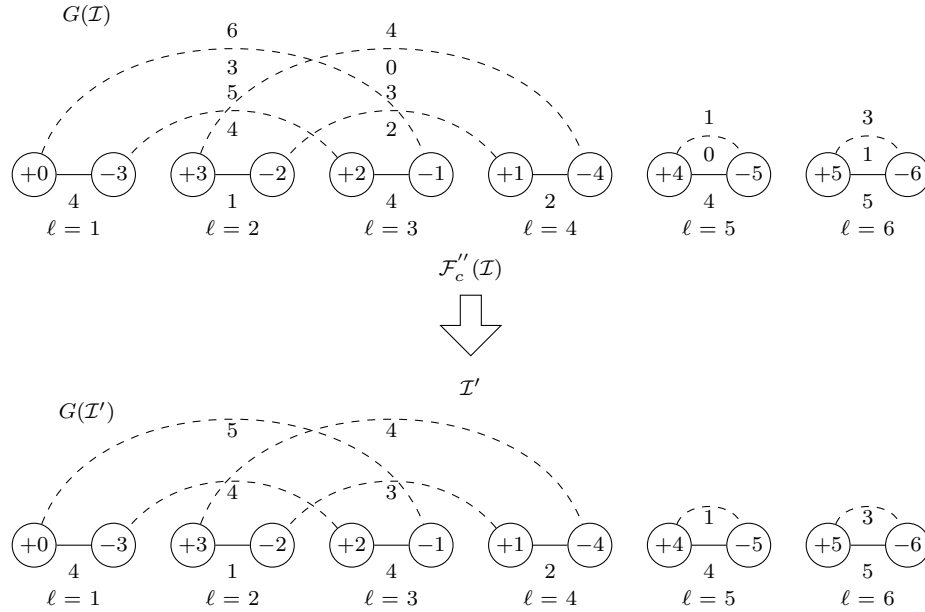 G(I)
6 4
3 0
5 3 1 3
4 2 0 1
+0 −3 +3 −2 +2 −1 +1 −4 +4 −5 +5 −6
4 1 4 2 4 5
ℓ = 1 ℓ = 2 ℓ = 3 ℓ = 4 ℓ = 5 ℓ = 6
F''c(I)
I'
G(I')
5 4
4 3 1 3
+0 −3 +3 −2 +2 −1 +1 −4 +4 −5 +5 −6
4 1 4 2 4 5
ℓ = 1 ℓ = 2 ℓ = 3 ℓ = 4 ℓ = 5 ℓ = 6